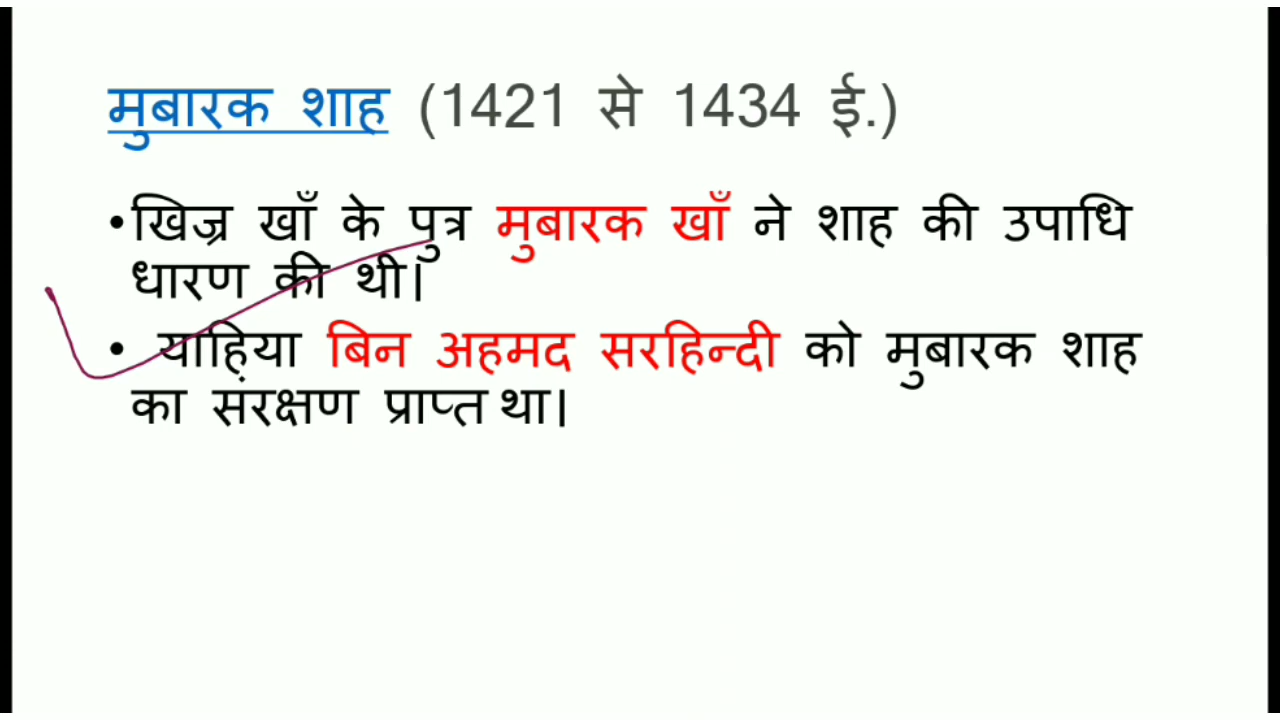 मुबारक शाह (1421 से 1434 ई.)
•खिज्र खाँ के पुत्र मुबारक खाँ ने शाह की उपाधि
धारण की थी।
• याहिया बिन अहमद सरहिन्दी को मुबारक शाह
का संरक्षण प्राप्त था।